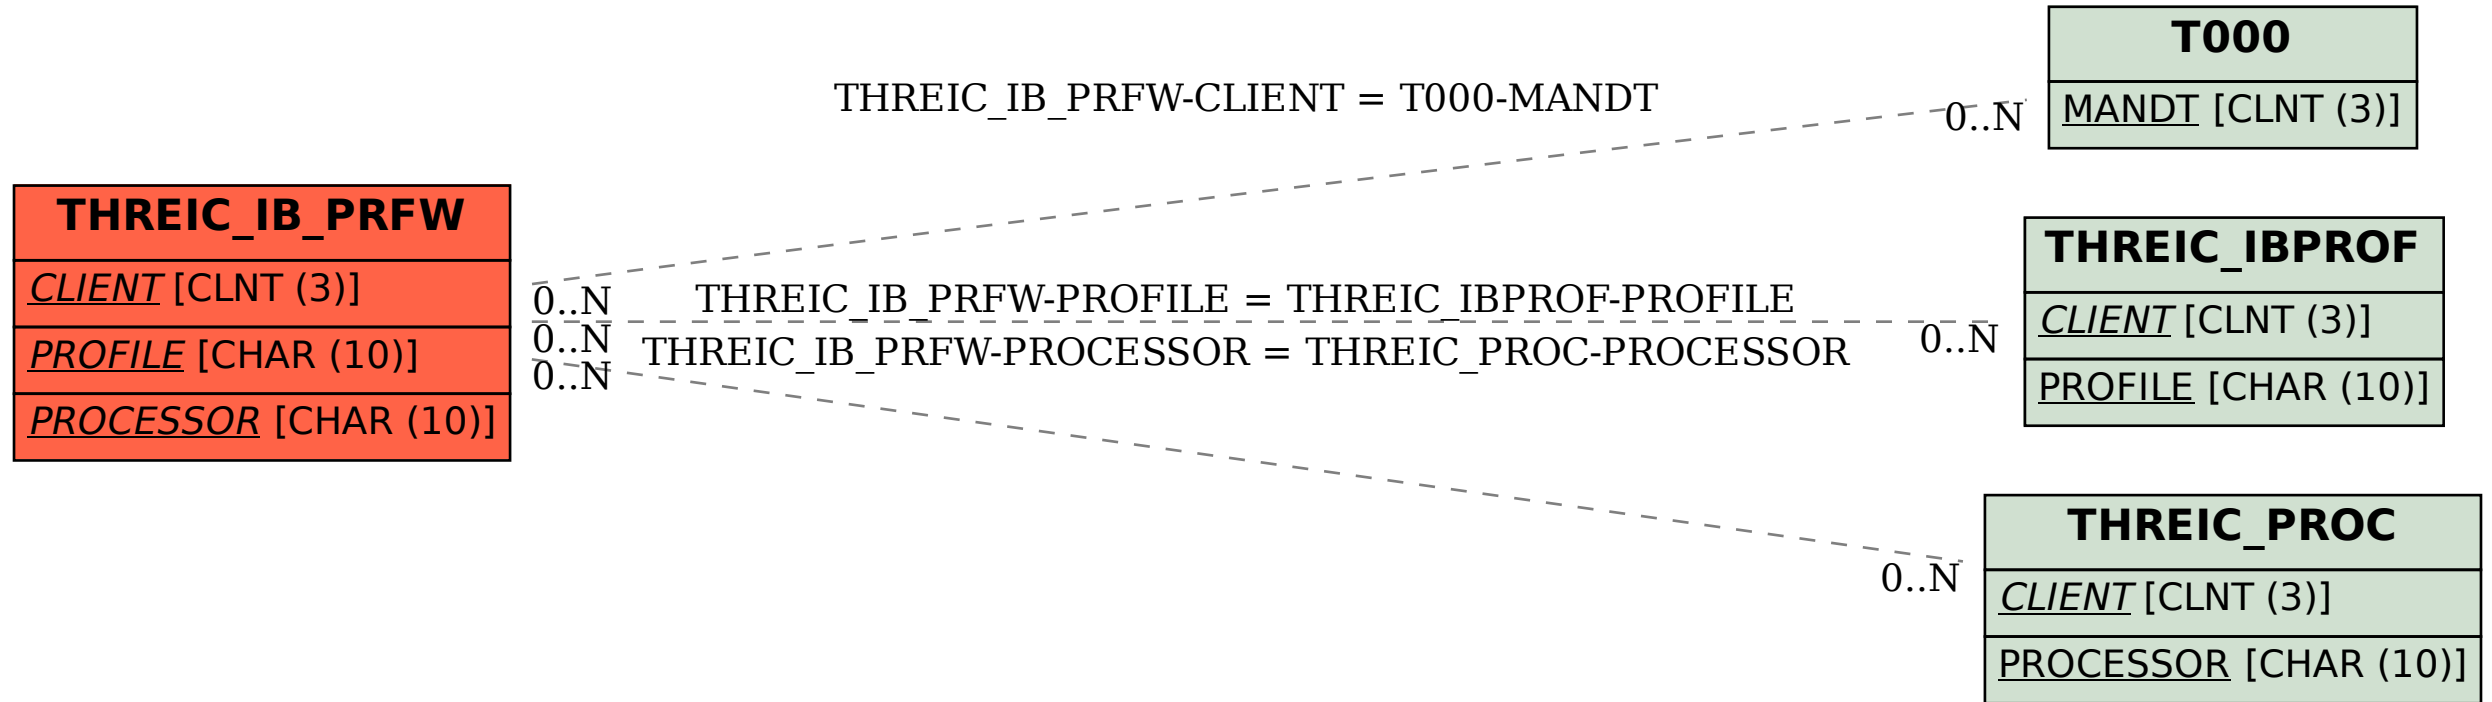 T000
MANDT [CLNT (3)]
THREIC_IB_PRFW-CLIENT = T000-MANDT
0..N
THREIC_IB_PRFW
CLIENT [CLNT (3)]
PROFILE [CHAR (10)]
PROCESSOR [CHAR (10)]
0..N
0..N
0..N
THREIC_IB_PRFW-PROFILE = THREIC_IBPROF-PROFILE
THREIC_IB_PRFW-PROCESSOR = THREIC_PROC-PROCESSOR
0..N
THREIC_IBPROF
CLIENT [CLNT (3)]
PROFILE [CHAR (10)]
0..N
THREIC_PROC
CLIENT [CLNT (3)]
PROCESSOR [CHAR (10)]